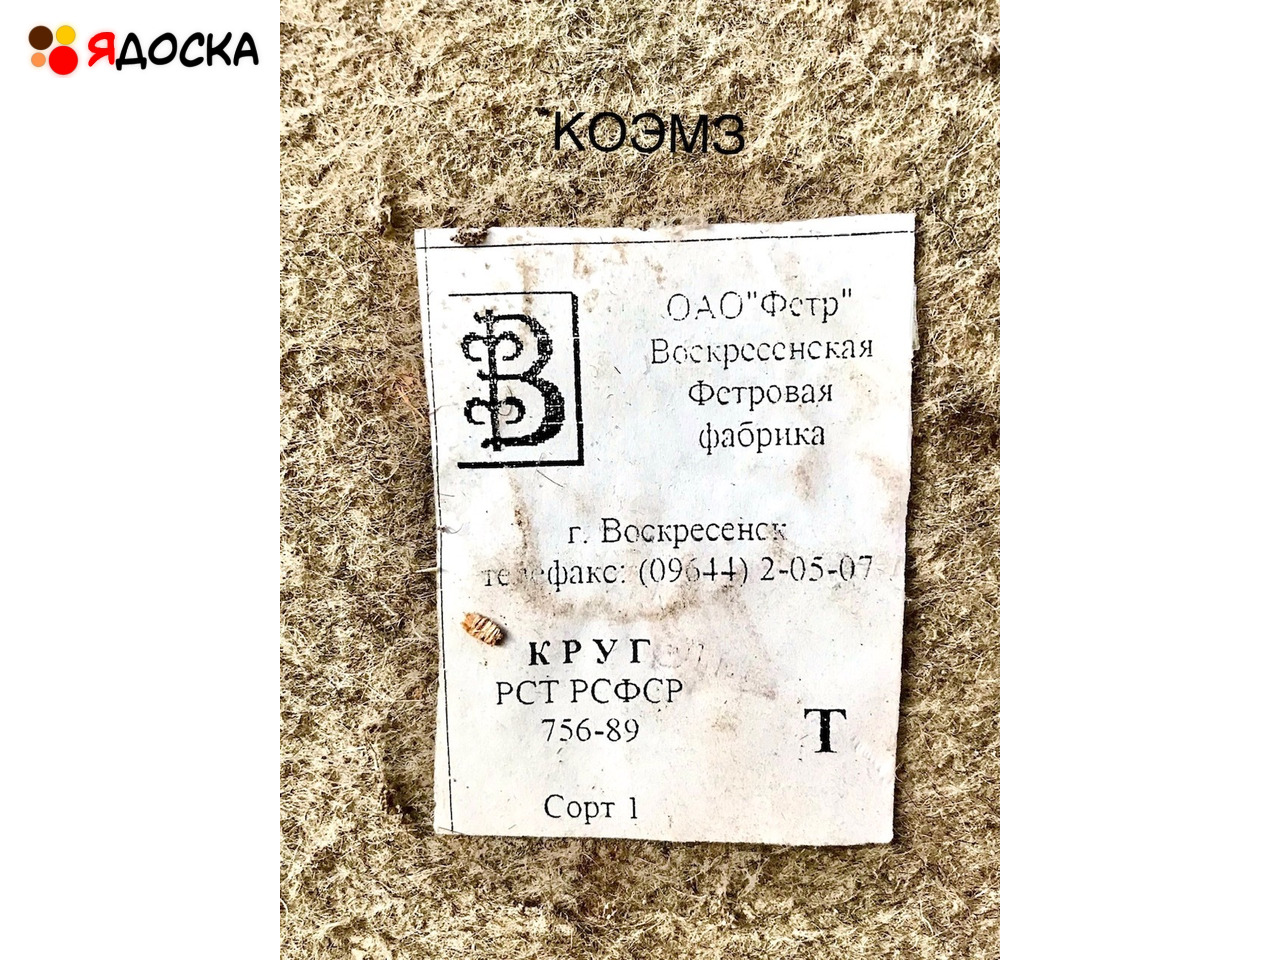 ЯДОСКА
КОЭМЗ
В
ОАО"Фетр"
Воскресенская
Фетровая
фабрика
г. Воскресенск
телефакс: (09644) 2-05-07
КРУГ
РСТ РСФСР
756-89
Т
Сорт 1